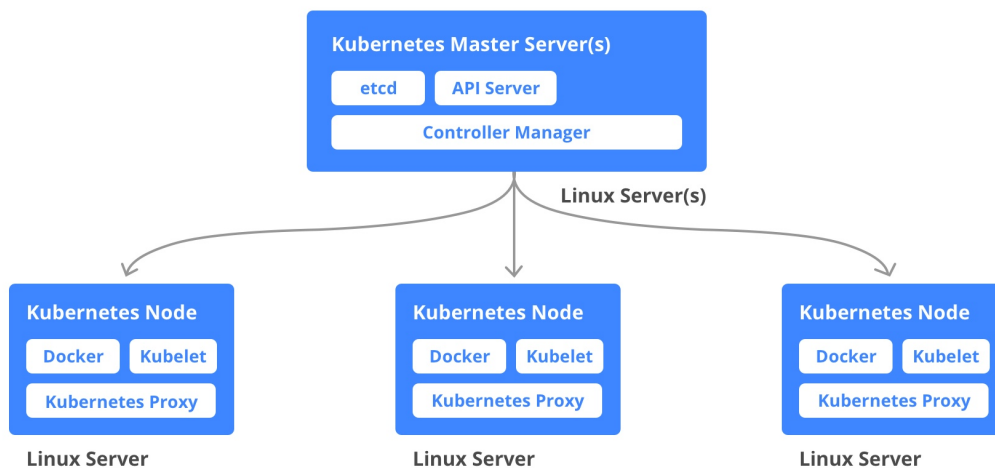 Kubernetes Master Server(s)
etcd
API Server
Controller Manager
Linux Server(s)
Kubernetes Node
Docker
Kubelet
Kubernetes Proxy
Linux Server
Kubernetes Node
Docker
Kubelet
Kubernetes Proxy
Linux Server
Kubernetes Node
Docker
Kubelet
Kubernetes Proxy
Linux Server